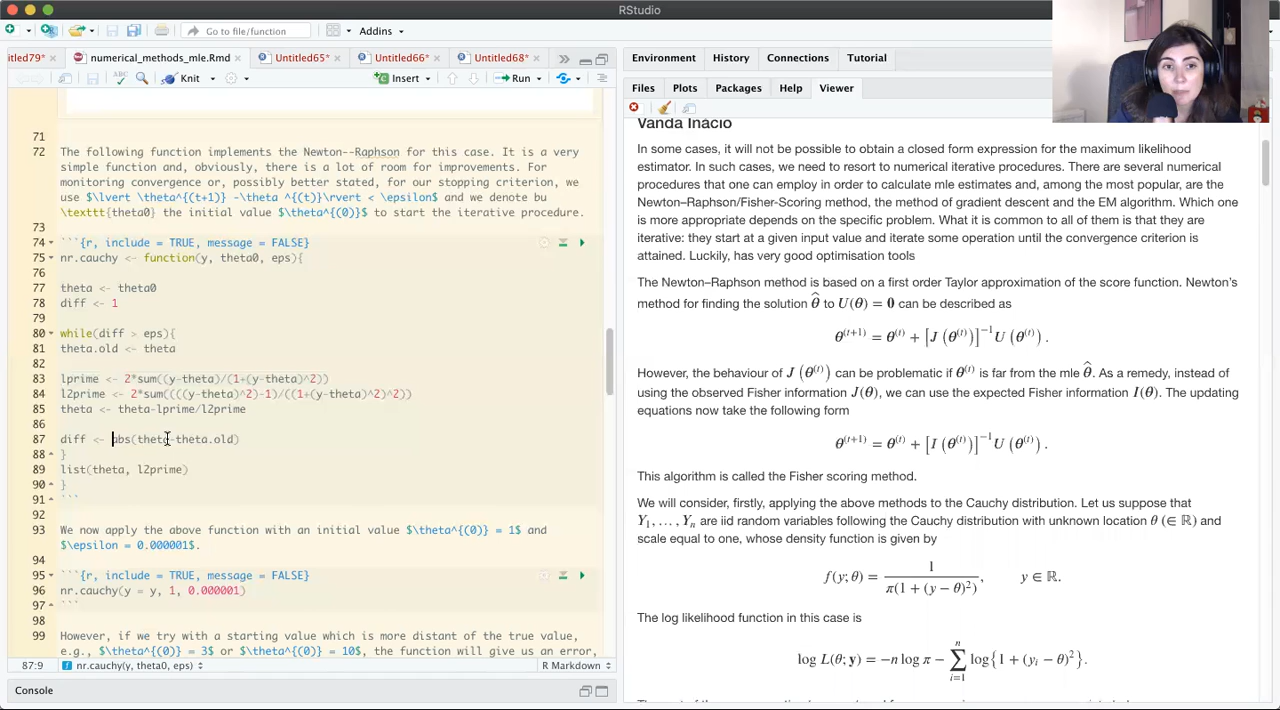 RStudio
Go to file/function
Addins
itled79*
numerical_methods_mle.Rmd
Untitled65*
Untitled66*
Untitled68*
ABC
Knit
Insert
Run
71
72 The following function implements the Newton--Raphson for this case. It is a very
simple function and, obviously, there is a lot of room for improvements. For
monitoring convergence or, possibly better stated, for our stopping criterion, we
use $\lvert \theta^{(t+1)} -\theta ^{(t)}\rvert < \epsilon$ and we denote bu
\texttt{theta0} the initial value $\theta^{(0)}$ to start the iterative procedure.
73
74 ```{r, include = TRUE, message = FALSE}
75 nr.cauchy <- function(y, theta0, eps){
76
77 theta <- theta0
78 diff <- 1
79
80 while(diff > eps){
81 theta.old <- theta
82
83 lprime <- 2*sum((y-theta)/(1+(y-theta)^2))
84 l2prime <- 2*sum((((y-theta)^2)-1)/((1+(y-theta)^2)^2))
85 theta <- theta-lprime/l2prime
86
87 diff <- abs(theta-theta.old)
88 }
89 list(theta, l2prime)
90 }
91 ```
92
93 We now apply the above function with an initial value $\theta^{(0)} = 1$ and
$\epsilon = 0.000001$.
94
95 ```{r, include = TRUE, message = FALSE}
96 nr.cauchy(y = y, 1, 0.000001)
97 ```
98
99 However, if we try with a starting value which is more distant of the true value,
e.g., $\theta^{(0)} = 3$ or $\theta^{(0)} = 10$, the function will give us an error,
87:9 nr.cauchy(y, theta0, eps) R Markdown
Console
Environment History Connections Tutorial
Files Plots Packages Help Viewer
Vanda Inácio
In some cases, it will not be possible to obtain a closed form expression for the maximum likelihood
estimator. In such cases, we need to resort to numerical iterative procedures. There are several numerical
procedures that one can employ in order to calculate mle estimates and, among the most popular, are the
Newton–Raphson/Fisher-Scoring method, the method of gradient descent and the EM algorithm. Which one
is more appropriate depends on the specific problem. What it is common to all of them is that they are
iterative: they start at a given input value and iterate some operation until the convergence criterion is
attained. Luckily, has very good optimisation tools
The Newton–Raphson method is based on a first order Taylor approximation of the score function. Newton's
method for finding the solution θ̂ to U(θ) = 0 can be described as
θ^(t+1) = θ^(t) + [J(θ^(t))]^−1 U(θ^(t)).
However, the behaviour of J(θ^(t)) can be problematic if θ^(t) is far from the mle θ̂. As a remedy, instead of
using the observed Fisher information J(θ), we can use the expected Fisher information I(θ). The updating
equations now take the following form
θ^(t+1) = θ^(t) + [I(θ^(t))]^−1 U(θ^(t)).
This algorithm is called the Fisher scoring method.
We will consider, firstly, applying the above methods to the Cauchy distribution. Let us suppose that
Y₁, …, Yₙ are iid random variables following the Cauchy distribution with unknown location θ (∈ ℝ) and
scale equal to one, whose density function is given by
f(y; θ) = 1 / π(1 + (y − θ)²), y ∈ ℝ.
The log likelihood function in this case is
log L(θ; y) = −n log π − ∑_{i=1}^{n} log{1 + (yᵢ − θ)²}.